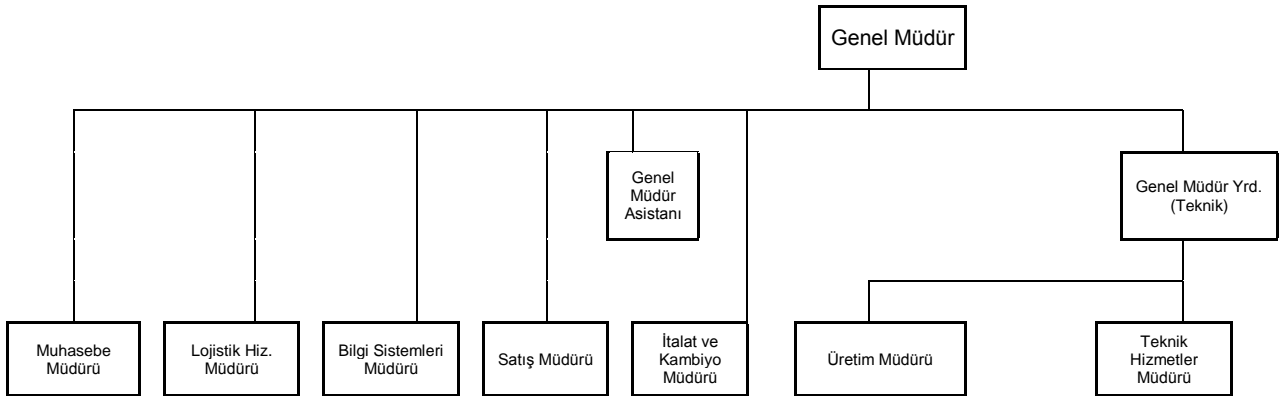 Genel Müdür
Genel
Müdür
Asistanı
Genel Müdür Yrd.
(Teknik)
Muhasebe
Müdürü
Lojistik Hiz.
Müdürü
Bilgi Sistemleri
Müdürü
Satış Müdürü
İtalat ve
Kambiyo
Müdürü
Üretim Müdürü
Teknik
Hizmetler
Müdürü